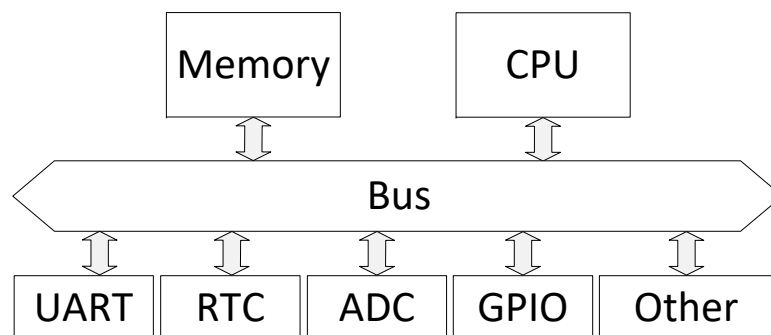 Memory
CPU
Bus
UART
RTC
ADC
GPIO
Other